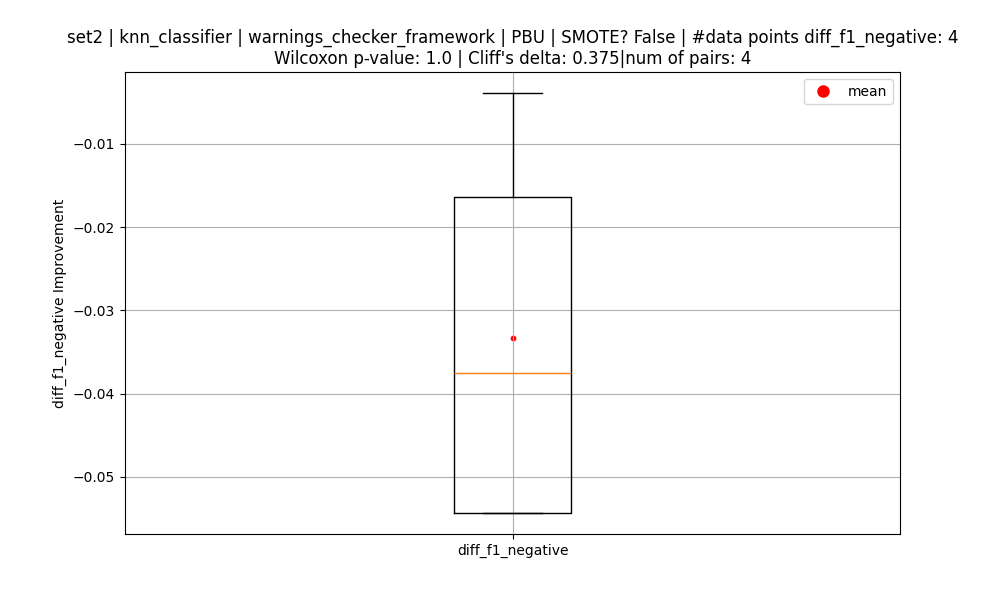 set2 | knn_classifier | warnings_checker_framework | PBU | SMOTE? False | #data points diff_f1_negative: 4
Wilcoxon p-value: 1.0 | Cliff's delta: 0.375|num of pairs: 4
mean
−0.01
−0.02
−0.03
−0.04
−0.05
diff_f1_negative Improvement
diff_f1_negative